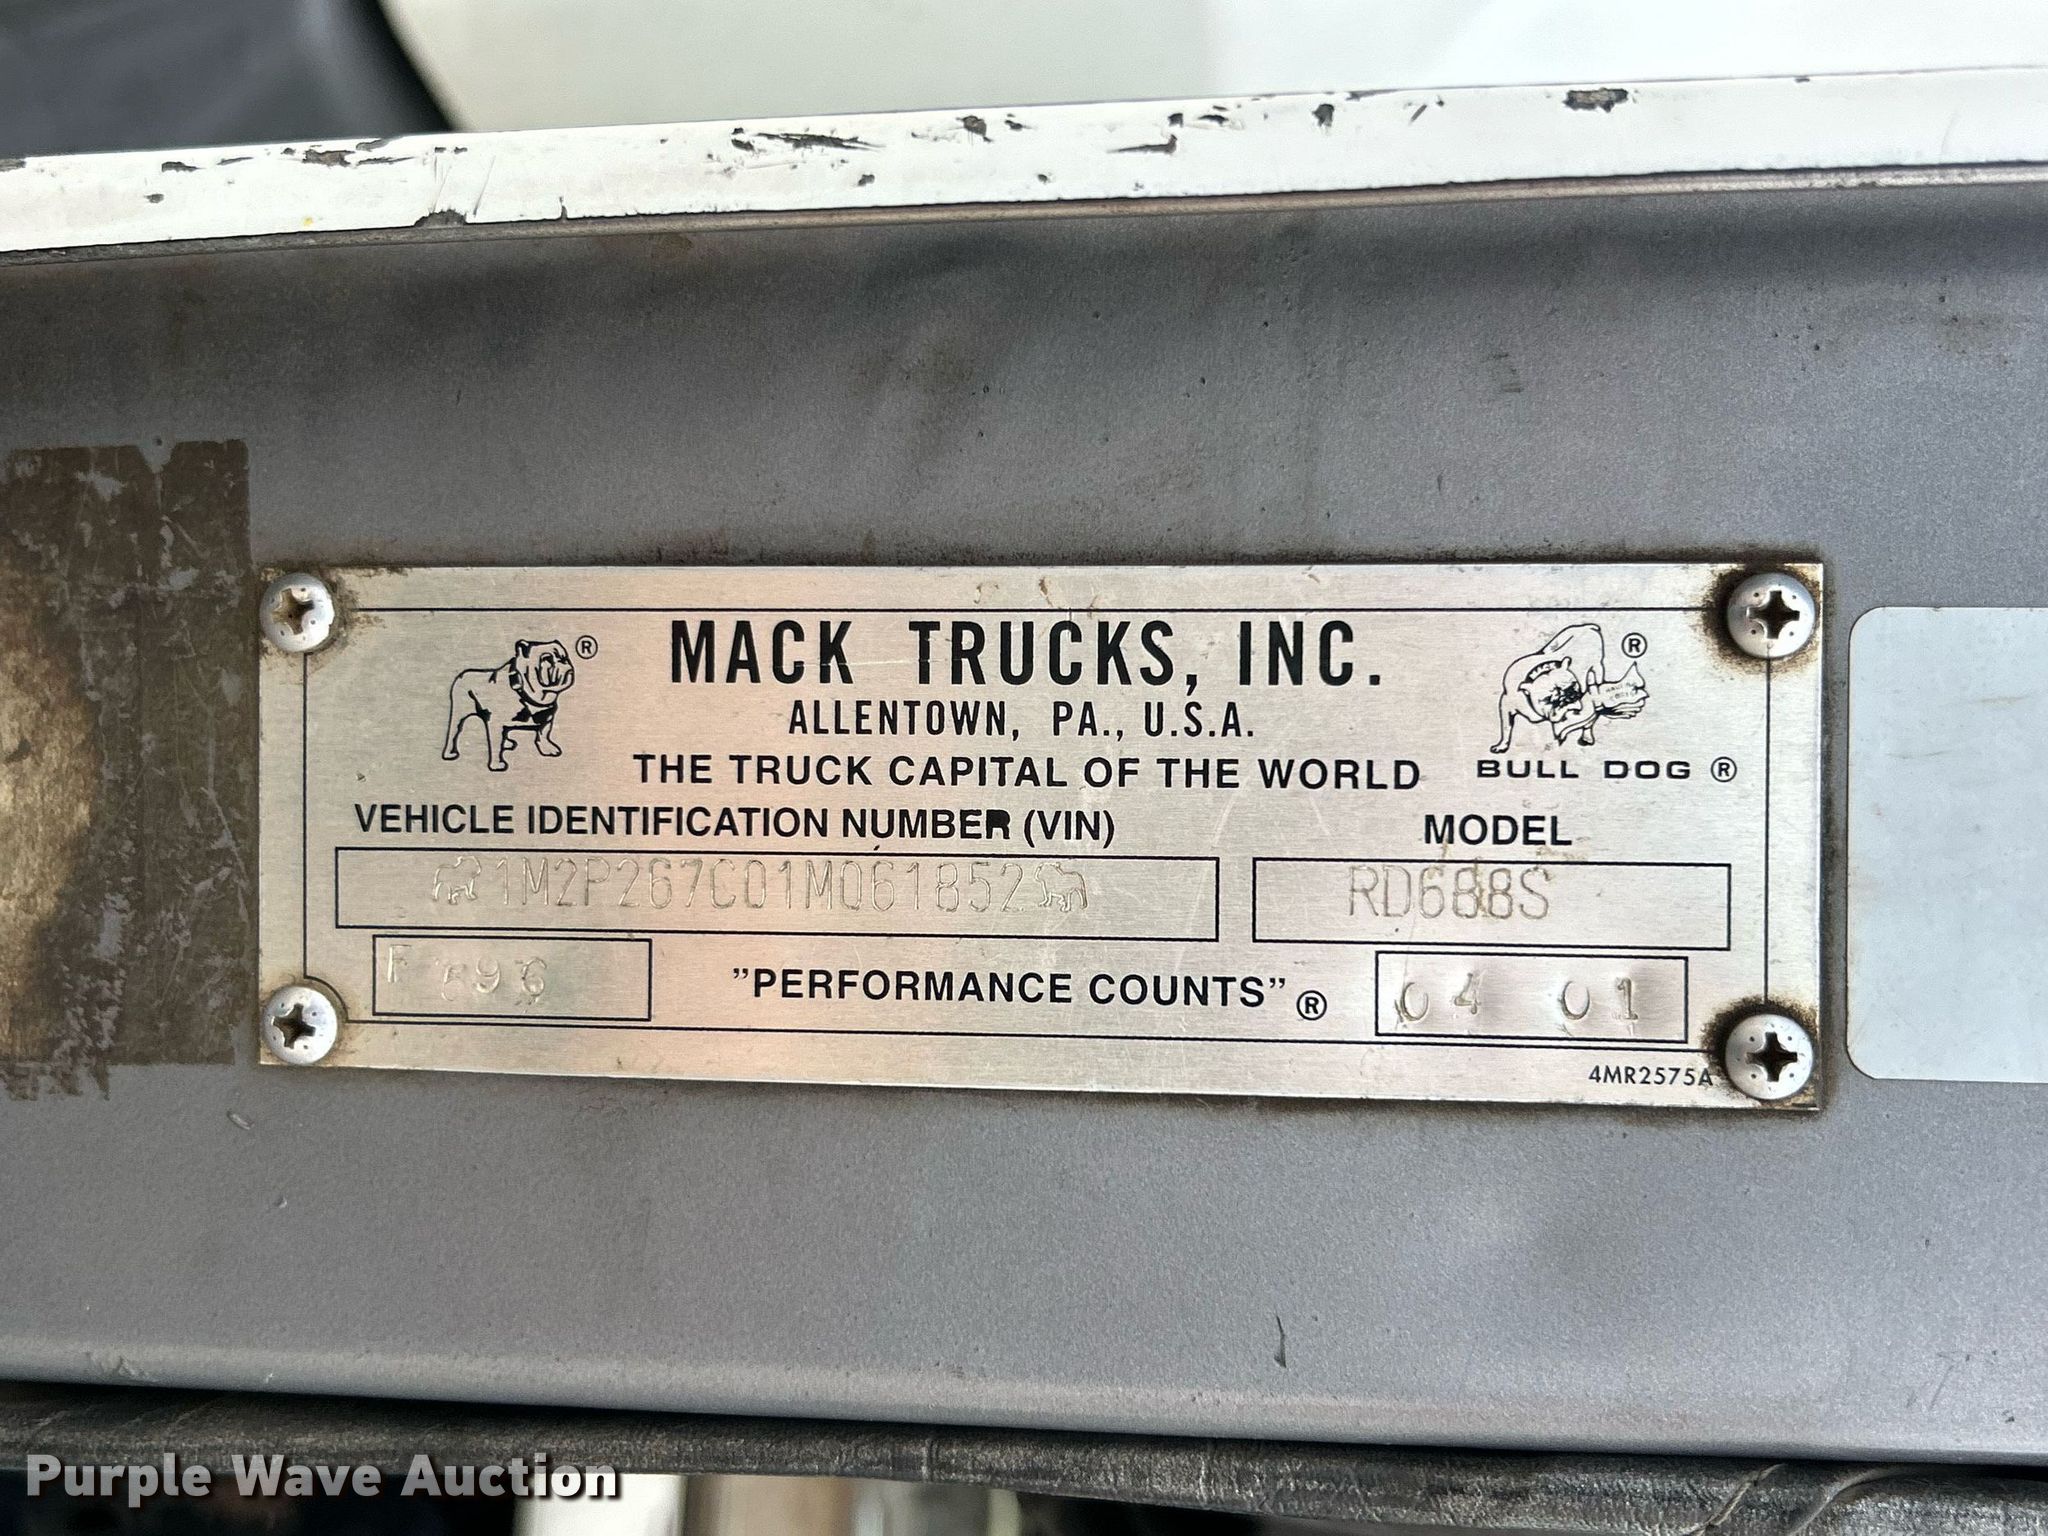 MACK TRUCKS, INC.
ALLENTOWN, PA., U.S.A.
THE TRUCK CAPITAL OF THE WORLD
BULL DOG ®
VEHICLE IDENTIFICATION NUMBER (VIN)
MODEL
1M2P267C01M061852
RD688S
F 596
"PERFORMANCE COUNTS"®
04 01
4MR2575A
Purple Wave Auction